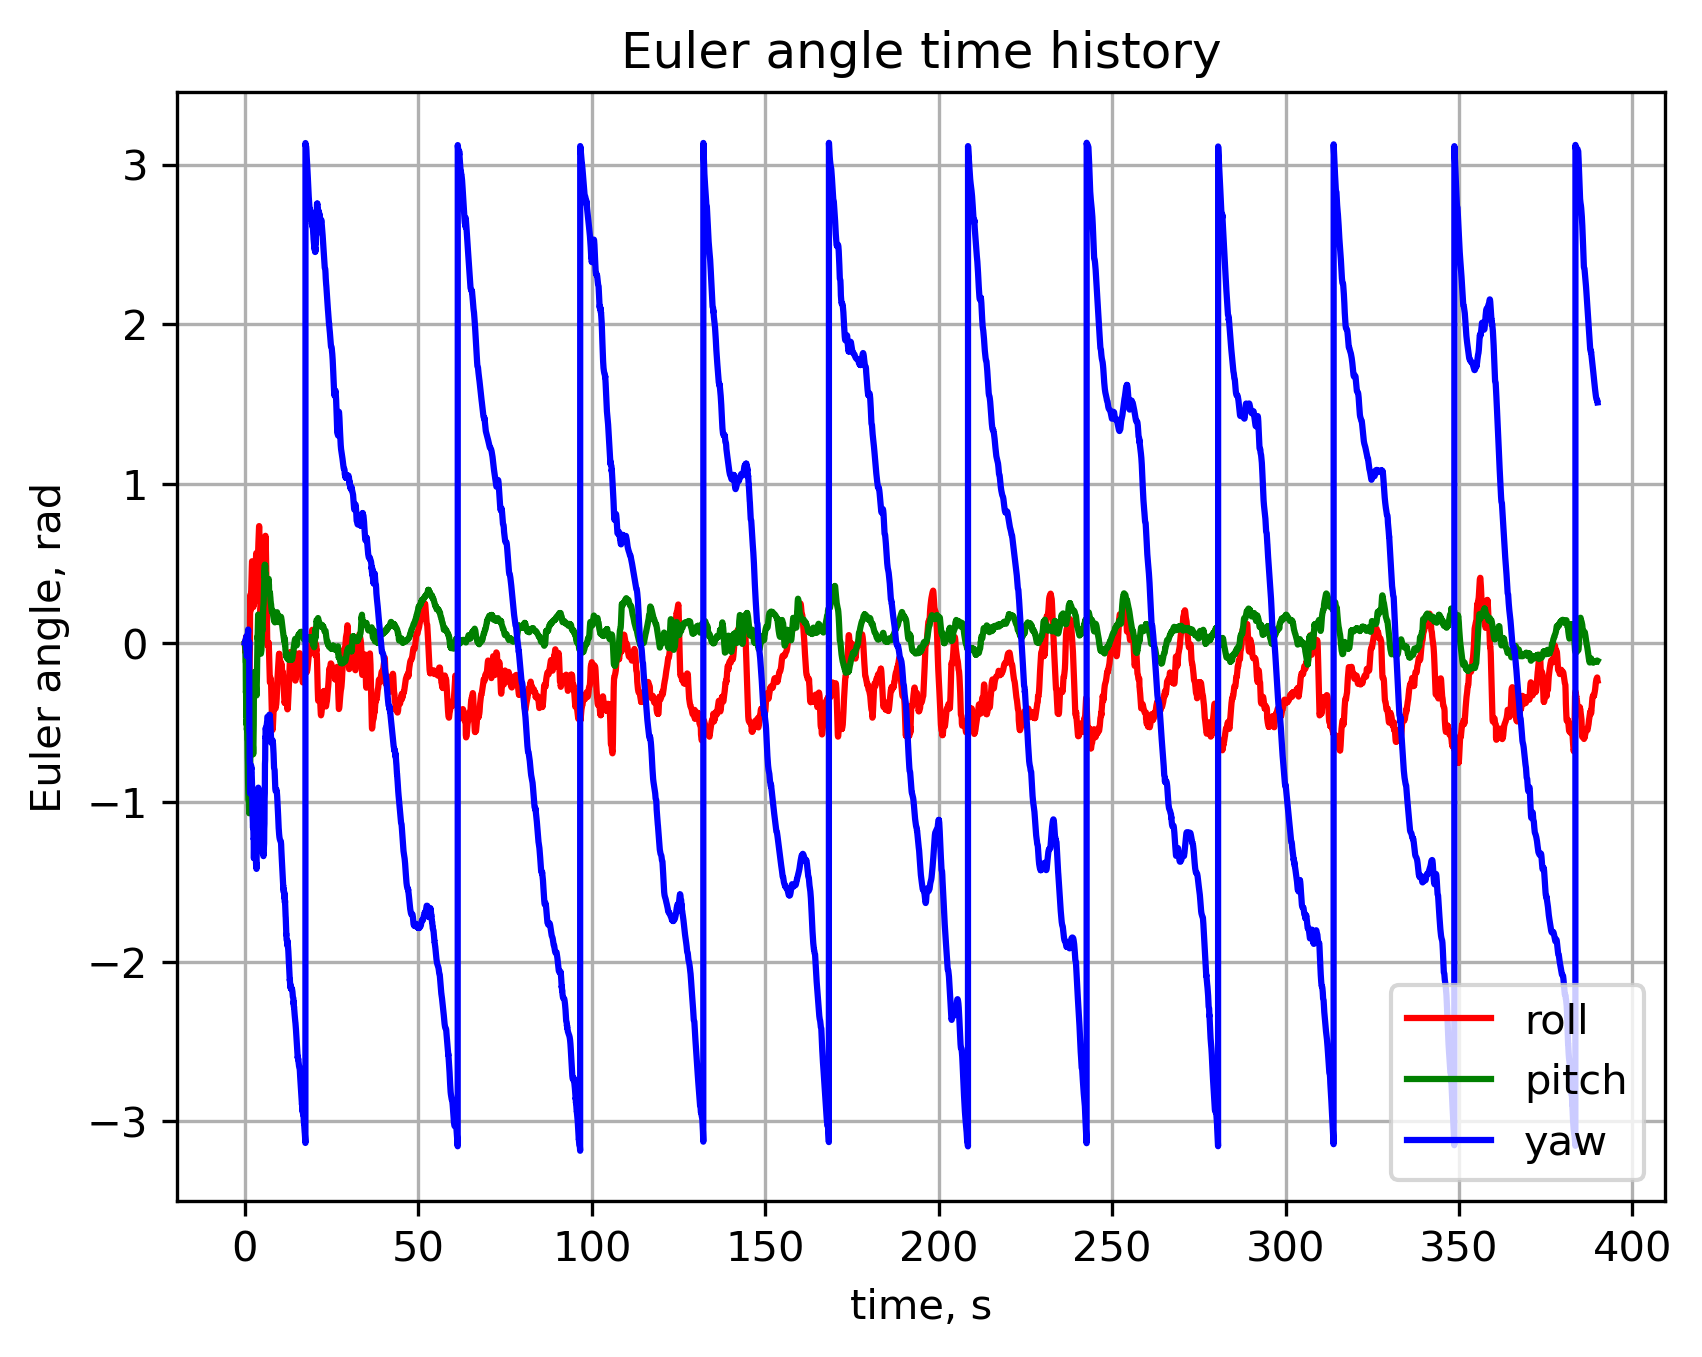 Euler angle time history
Euler angle, rad
3
2
1
0
−1
−2
−3
roll
pitch
yaw
0 50 100 150 200 250 300 350 400
time, s